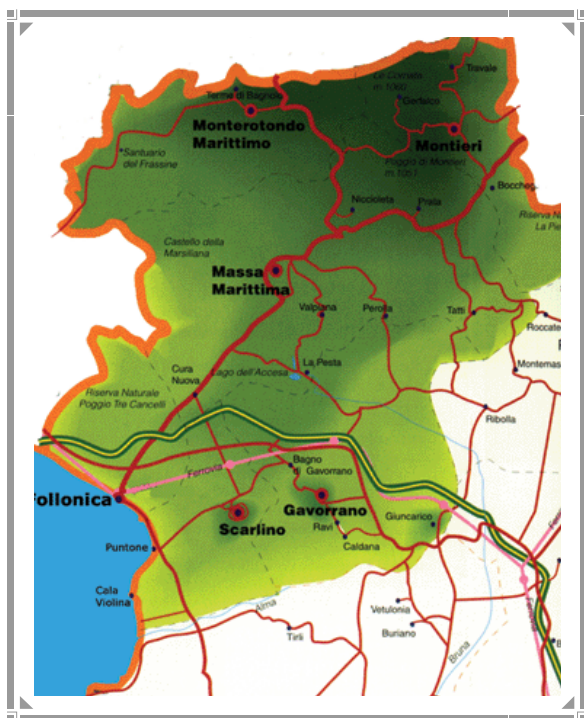 Travale
Le Cornate
m 1060
Terme di Bagnolo
Gerfalco
Monterotondo
Marittimo
Montieri
Santuario
del Frassine
Poggio di Montieri
m 1051
Niccioleta
Prata
Riserva N
La Pie
Castello della
Marsiliana
Massa
Marittima
Valpiana
Perolla
Tatti
Roccate
Cura
Nuova
Lago dell'Accesa
La Pesta
Montemas
Riserva Naturale
Poggio Tre Cancelli
Ribolla
Bagno
di Gavorrano
Ferrovia
Follonica
Scarlino
Gavorrano
Ravi
Giuncarico
Caldana
Puntone
Cala
Violina
Alma
Tirli
Vetulonia
Buriano
Bruna